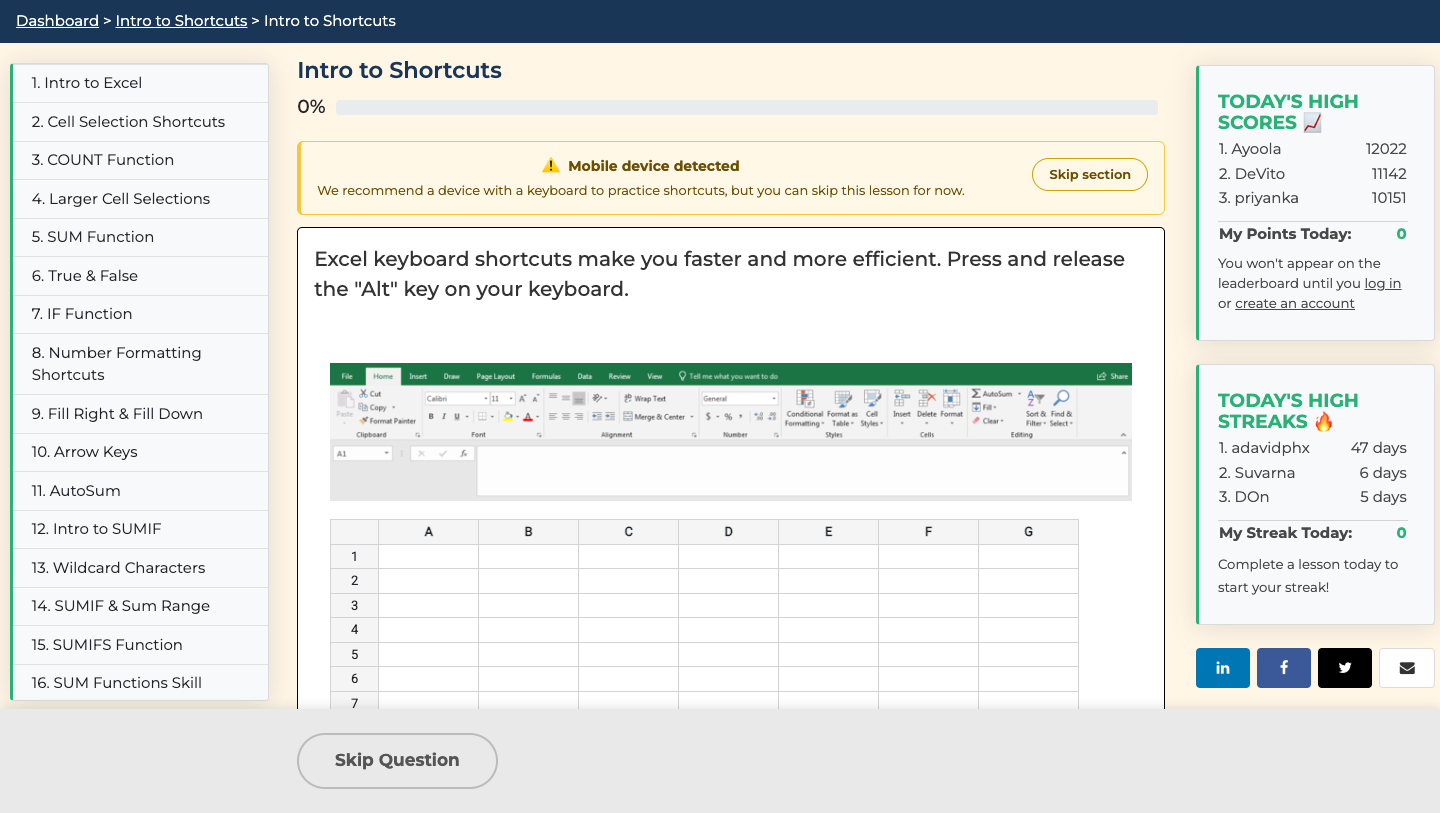 Dashboard > Intro to Shortcuts > Intro to Shortcuts
1. Intro to Excel
2. Cell Selection Shortcuts
3. COUNT Function
4. Larger Cell Selections
5. SUM Function
6. True & False
7. IF Function
8. Number Formatting
Shortcuts
9. Fill Right & Fill Down
10. Arrow Keys
11. AutoSum
12. Intro to SUMIF
13. Wildcard Characters
14. SUMIF & Sum Range
15. SUMIFS Function
16. SUM Functions Skill
Intro to Shortcuts
0%
Mobile device detected
We recommend a device with a keyboard to practice shortcuts, but you can skip this lesson for now.
Skip section
Excel keyboard shortcuts make you faster and more efficient. Press and release
the "Alt" key on your keyboard.
File Home Insert Draw Page Layout Formulas Data Review View Tell me what you want to do Share
Cut
Copy
Format Painter
Paste
Clipboard
Calibri 11 A A
B I U A
Font
Wrap Text
Merge & Center
Alignment
General
$ % ,
Number
Conditional Format as Cell
Formatting Table Styles
Styles
Insert Delete Format
Cells
AutoSum
Fill
Clear
Sort & Find &
Filter Select
Editing
A1 fx
A B C D E F G
1
2
3
4
5
6
7
Skip Question
TODAY'S HIGH
SCORES
1. Ayoola 12022
2. DeVito 11142
3. priyanka 10151
My Points Today: 0
You won't appear on the
leaderboard until you log in
or create an account
TODAY'S HIGH
STREAKS
1. adavidphx 47 days
2. Suvarna 6 days
3. DOn 5 days
My Streak Today: 0
Complete a lesson today to
start your streak!
in
f